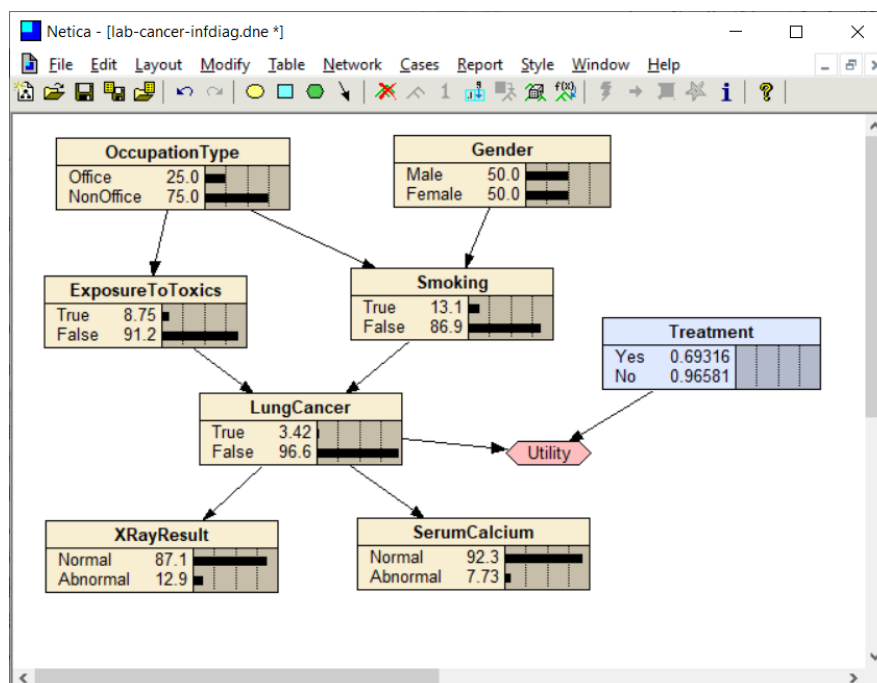 Netica - [lab-cancer-infdiag.dne *]
File Edit Layout Modify Table Network Cases Report Style Window Help
1 f(x) i ?
OccupationType
Office 25.0
NonOffice 75.0
Gender
Male 50.0
Female 50.0
ExposureToToxics
True 8.75
False 91.2
Smoking
True 13.1
False 86.9
Treatment
Yes 0.69316
No 0.96581
LungCancer
True 3.42
False 96.6
Utility
XRayResult
Normal 87.1
Abnormal 12.9
SerumCalcium
Normal 92.3
Abnormal 7.73